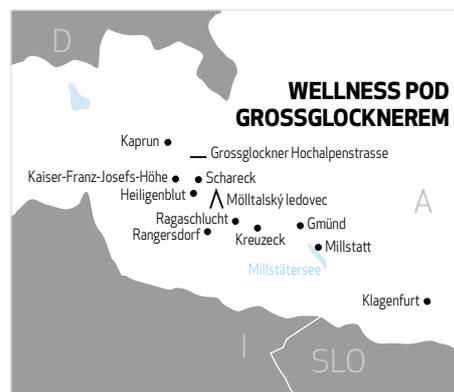 D
WELLNESS POD
GROSSGLOCKNEREM
Kaprun
Grossglockner Hochalpenstrasse
Kaiser-Franz-Josefs-Höhe
Schareck
Heiligenblut
Mölltalský ledovec
A
Ragaschlucht
Rangersdorf
Kreuzeck
Gmünd
Millstatt
Millstätersee
Klagenfurt
I
SLO